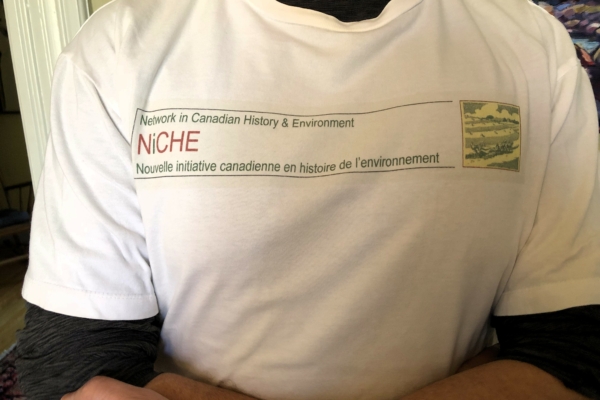 Network in Canadian History & Environment
NiCHE
Nouvelle initiative canadienne en histoire de l'environnement